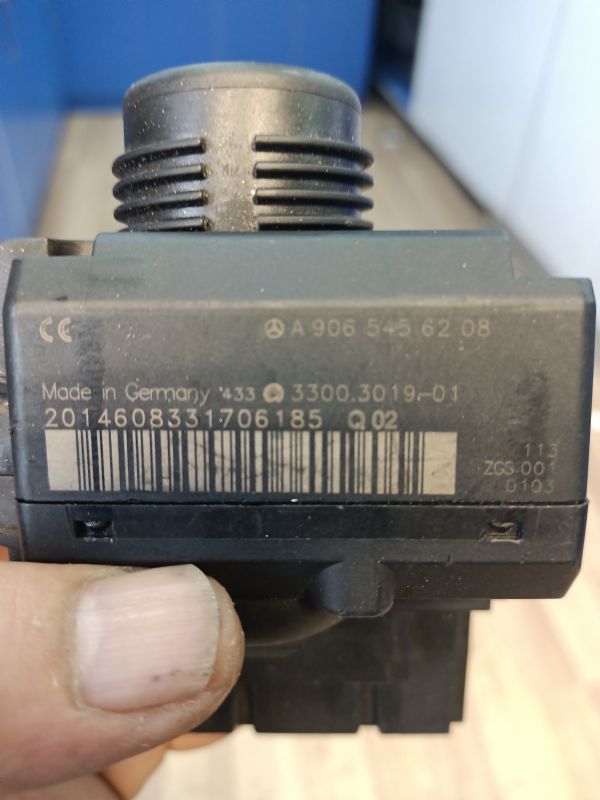 CE A 906 545 62 08
Made in Germany *433 3300.3019.-01
2014608331706185 Q02
113
ZGS 001
0103